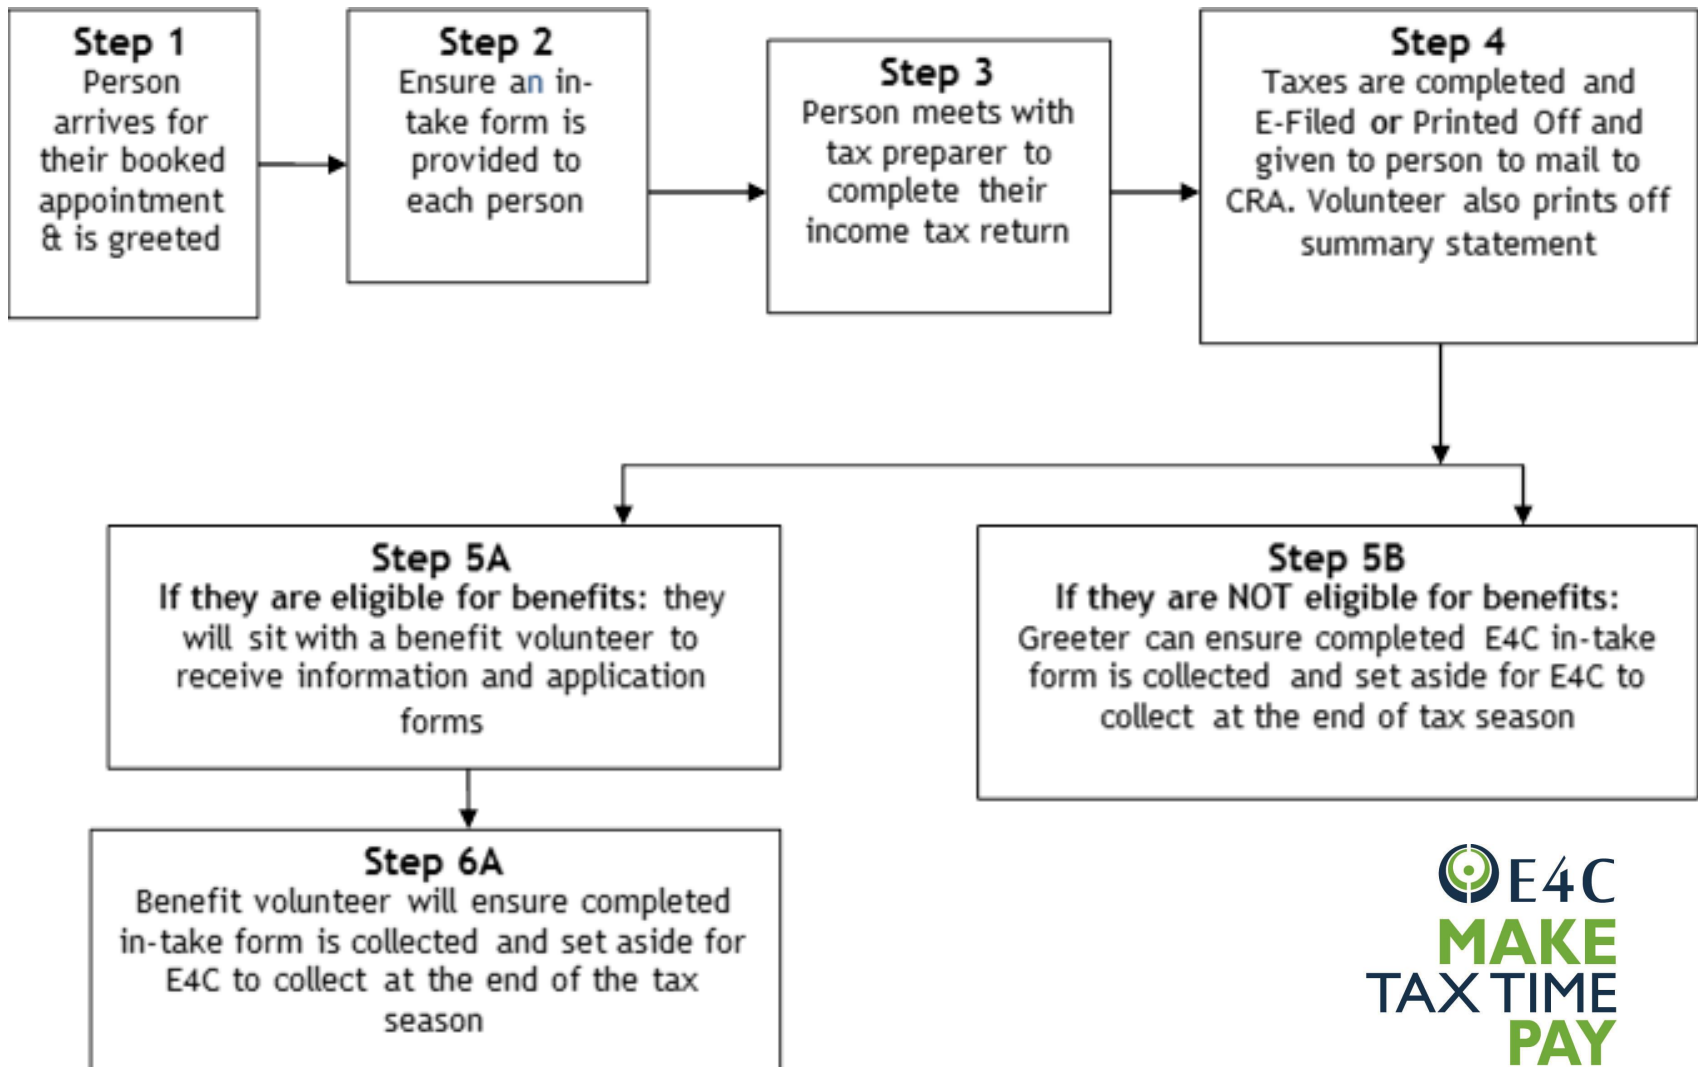 Step 1
Person
arrives for
their booked
appointment
& is greeted
Step 2
Ensure an in-
take form is
provided to
each person
Step 3
Person meets with
tax preparer to
complete their
income tax return
Step 4
Taxes are completed and
E-Filed or Printed Off and
given to person to mail to
CRA. Volunteer also prints off
summary statement
Step 5A
If they are eligible for benefits: they
will sit with a benefit volunteer to
receive information and application
forms
Step 5B
If they are NOT eligible for benefits:
Greeter can ensure completed E4C in-take
form is collected and set aside for E4C to
collect at the end of tax season
Step 6A
Benefit volunteer will ensure completed
in-take form is collected and set aside for
E4C to collect at the end of the tax
season
E4C
MAKE
TAX TIME
PAY